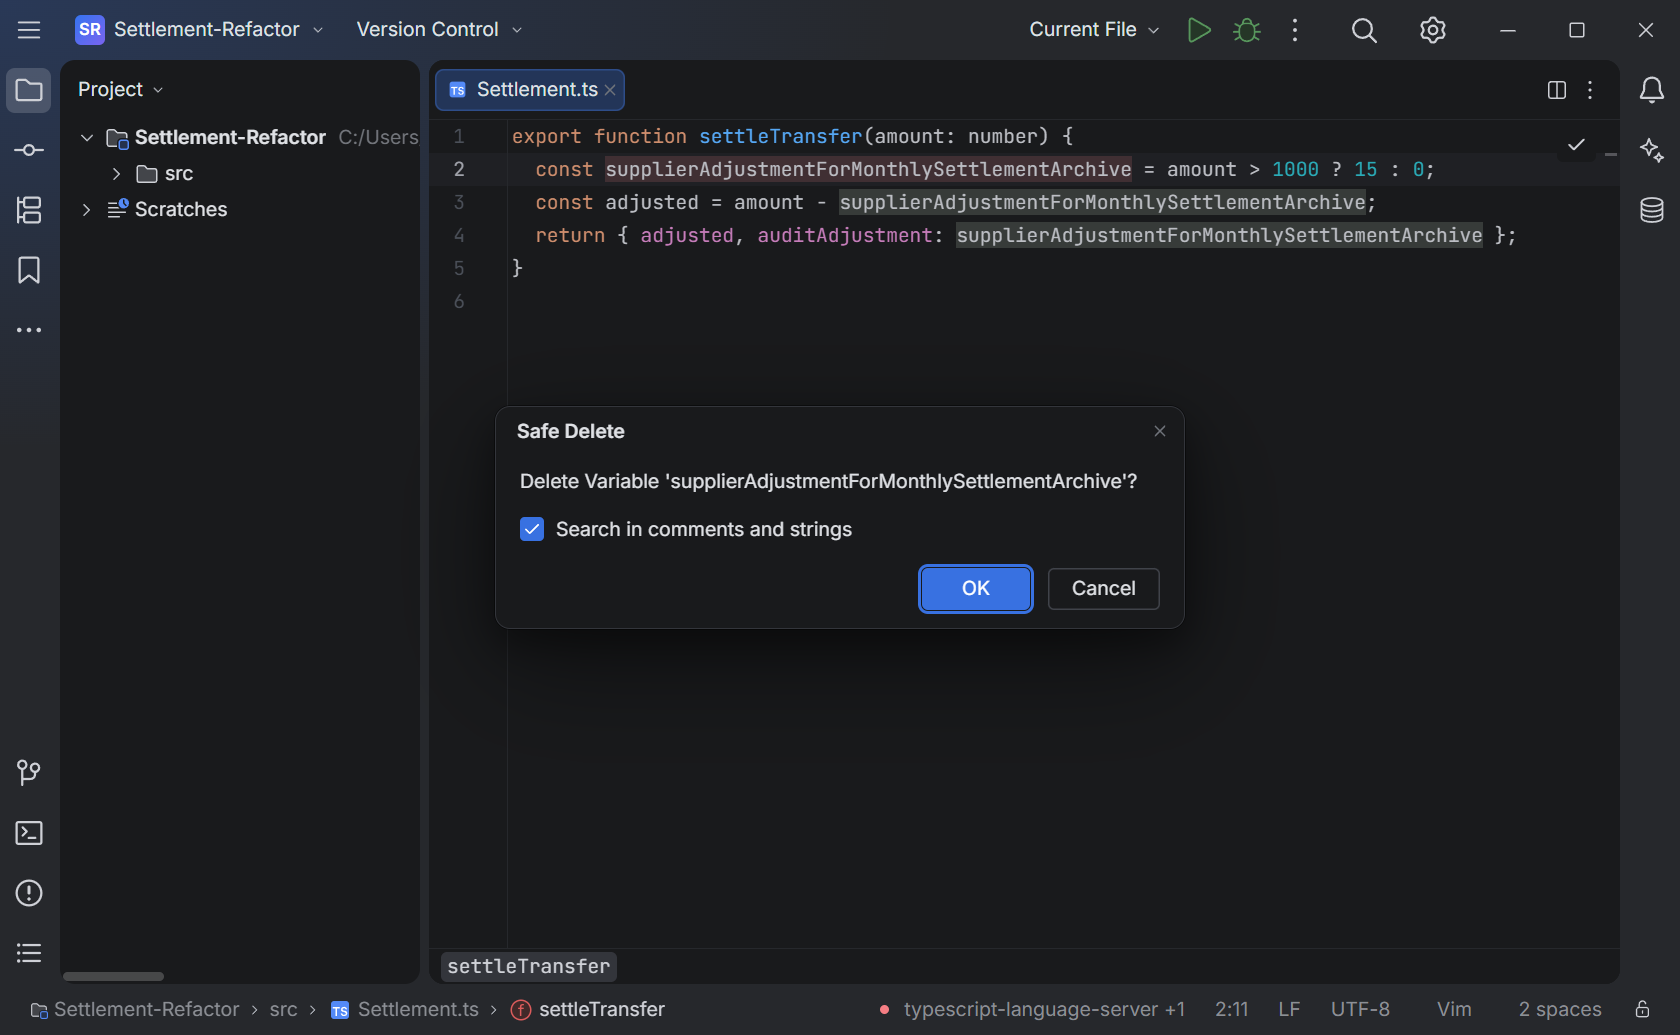 SR Settlement-Refactor Version Control Current File
Project
Settlement.ts
Settlement-Refactor C:/Users
src
Scratches
1 export function settleTransfer(amount: number) {
2 const supplierAdjustmentForMonthlySettlementArchive = amount > 1000 ? 15 : 0;
3 const adjusted = amount - supplierAdjustmentForMonthlySettlementArchive;
4 return { adjusted, auditAdjustment: supplierAdjustmentForMonthlySettlementArchive };
5 }
6
Safe Delete
Delete Variable 'supplierAdjustmentForMonthlySettlementArchive'?
Search in comments and strings
OK Cancel
settleTransfer
Settlement-Refactor > src > TS Settlement.ts > f settleTransfer typescript-language-server +1 2:11 LF UTF-8 Vim 2 spaces